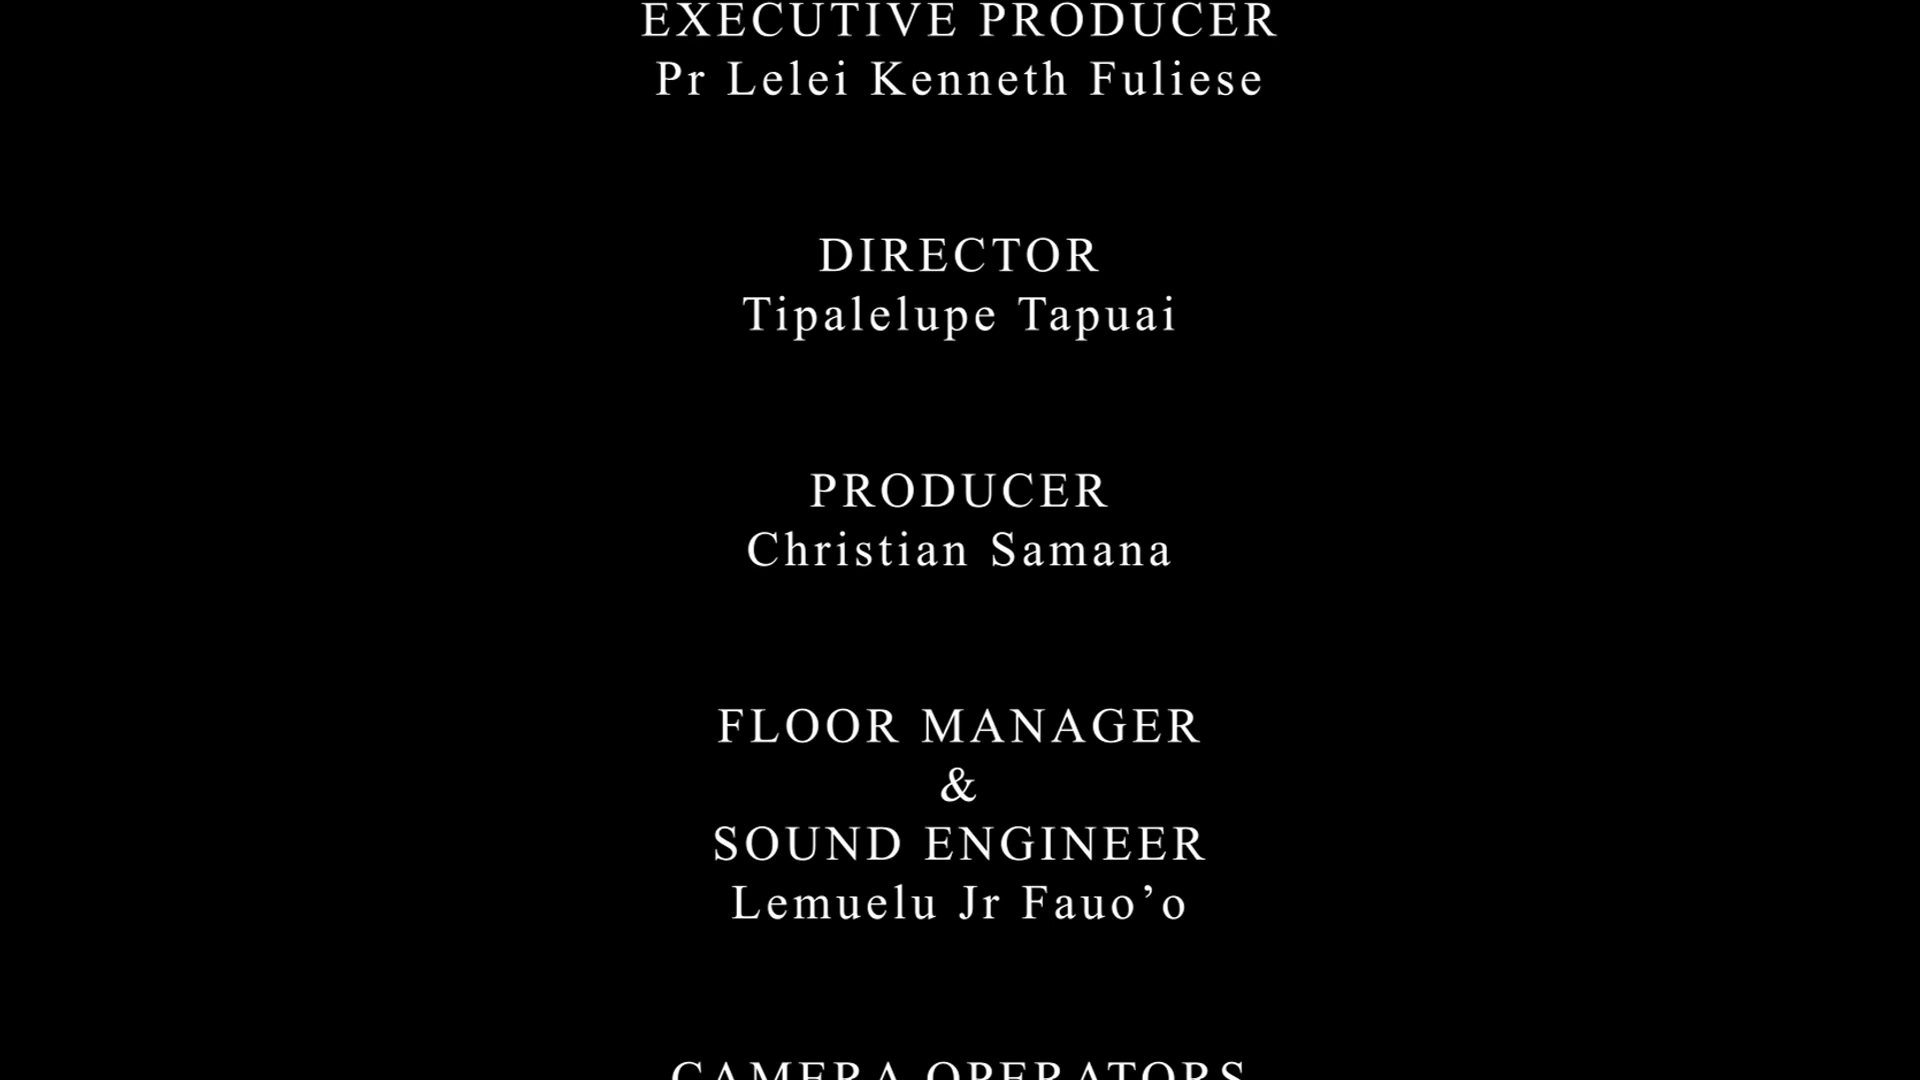 EXECUTIVE PRODUCER
Pr Lelei Kenneth Fuliese
DIRECTOR
Tipalelupe Tapuai
PRODUCER
Christian Samana
FLOOR MANAGER
&
SOUND ENGINEER
Lemuelu Jr Fauo’o
CAMERA OPERATORS